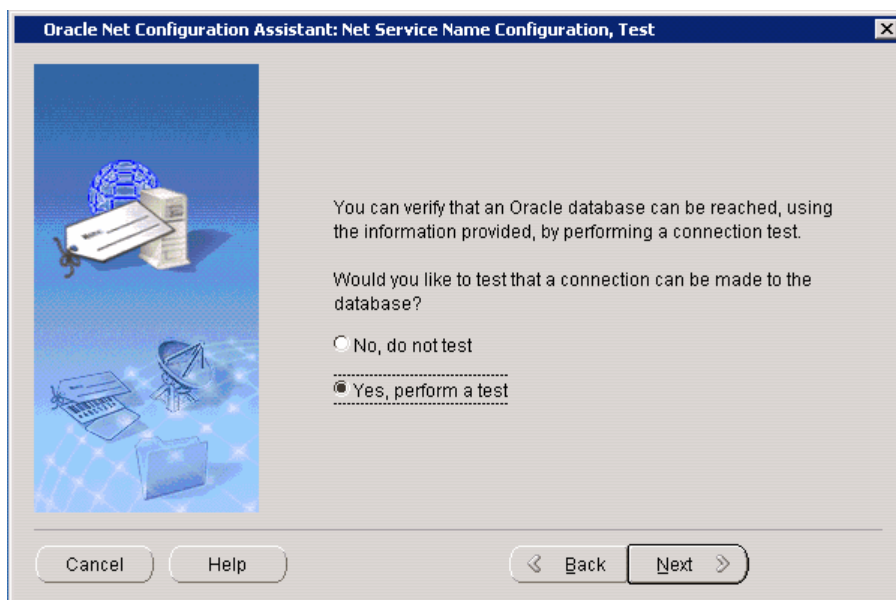 Oracle Net Configuration Assistant: Net Service Name Configuration, Test
You can verify that an Oracle database can be reached, using
the information provided, by performing a connection test.
Would you like to test that a connection can be made to the
database?
No, do not test
Yes, perform a test
Cancel
Help
Back
Next